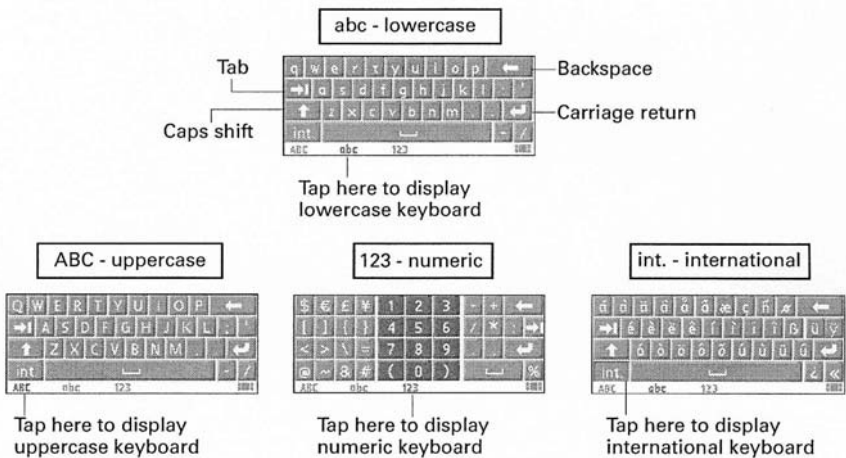 abc - lowercase
q w e r t y u i o p
Tab
Backspace
a s d f g h j k l
Caps shift
z x c v b n m
Carriage return
int
ABC abc 123
Tap here to display
lowercase keyboard
ABC - uppercase
123 - numeric
int. - international
Q W E R T Y U I O P
A S D F G H J K L ; '
Z X C V B N M
int - /
ABC abc 123
$ € £ ¥ 1 2 3 - +
[ ] { } 4 5 6 / * :
< > \ = 7 8 9
@ ~ & # ( 0 ) %
ABC abc 123
int. ¿ «
ABC abc 123
Tap here to display
uppercase keyboard
Tap here to display
numeric keyboard
Tap here to display
international keyboard